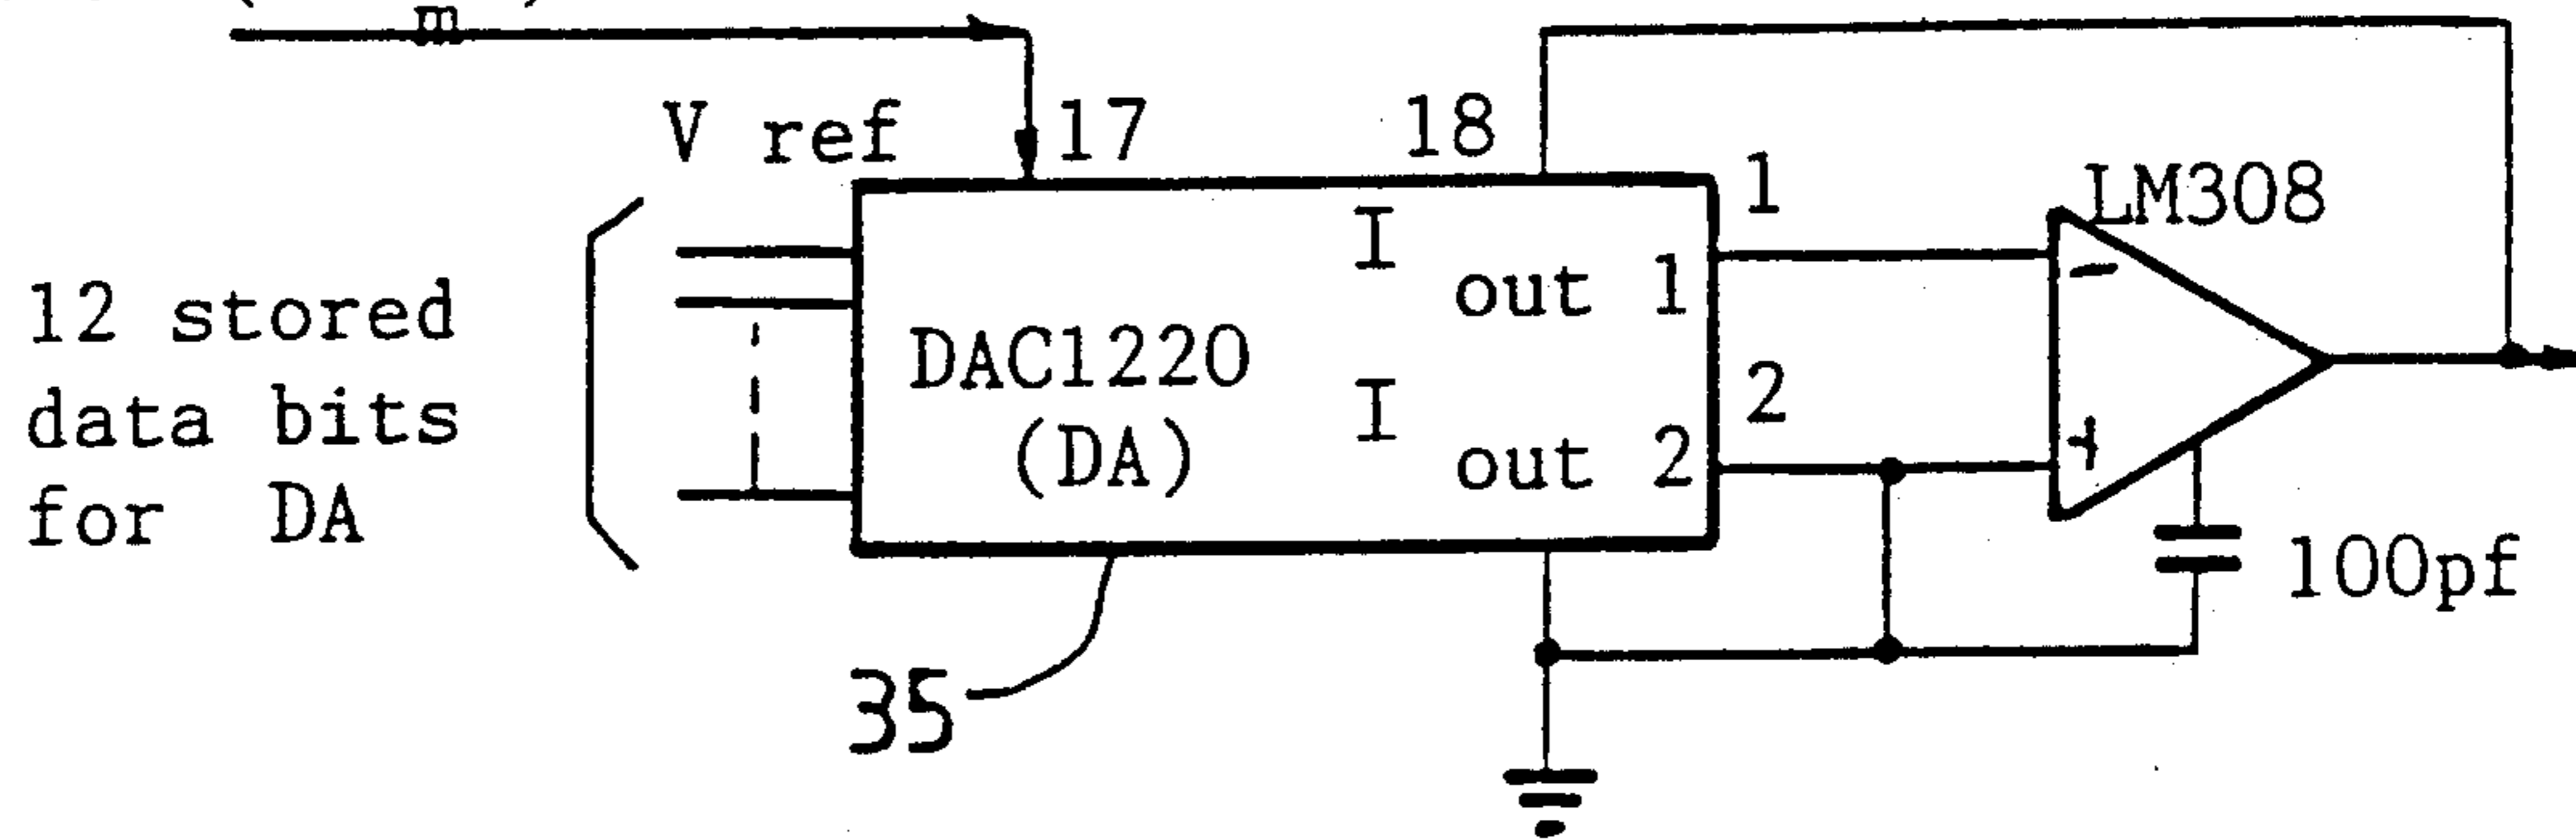 m
V ref 17 18
1
LM308
I out 1
12 stored
data bits
for DA
DAC1220
(DA)
2
I out 2
-
+
100pf
35